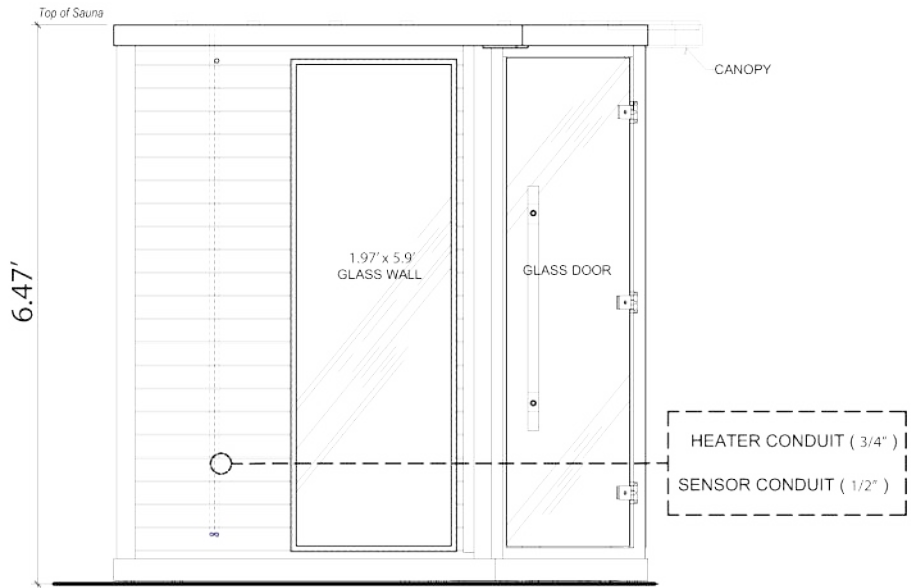 Top of Sauna
CANOPY
6.47'
1.97' x 5.9'
GLASS WALL
GLASS DOOR
HEATER CONDUIT ( 3/4" )
SENSOR CONDUIT ( 1/2" )